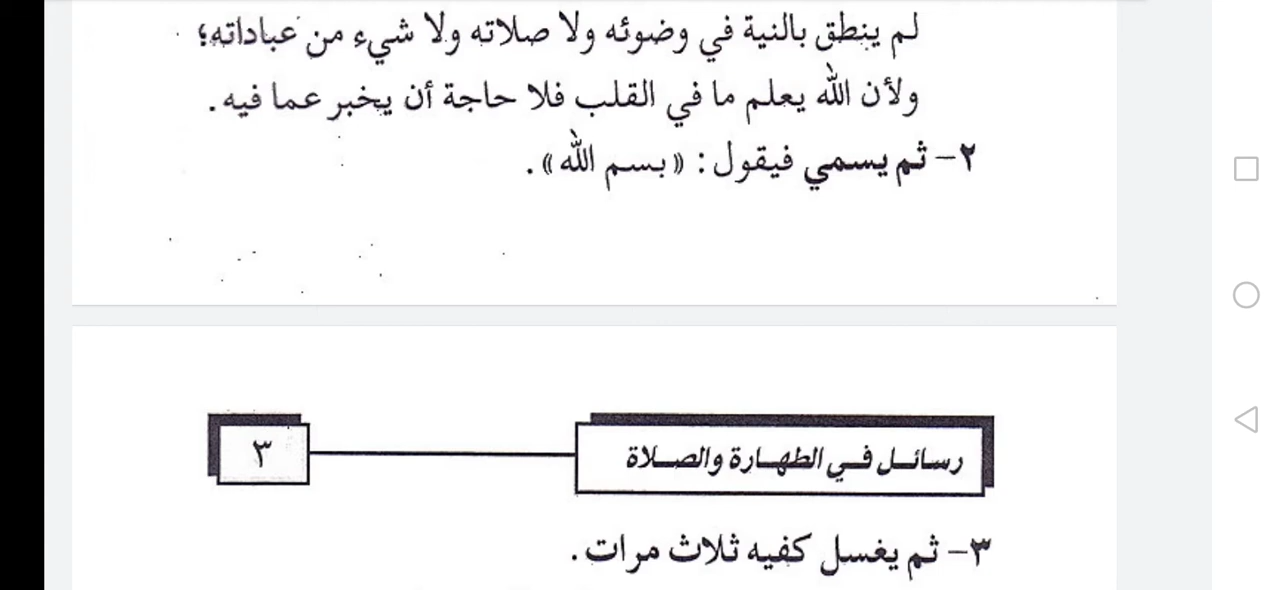 لم ينطق بالنية في وضوئه ولا صلاته ولا شيء من عباداته؛
ولأن الله يعلم ما في القلب فلا حاجة أن يخبر عما فيه.
٢- ثم يسمي فيقول: «بسم الله».
رسائل في الطهارة والصلاة
٣
٣- ثم يغسل كفيه ثلاث مرات.